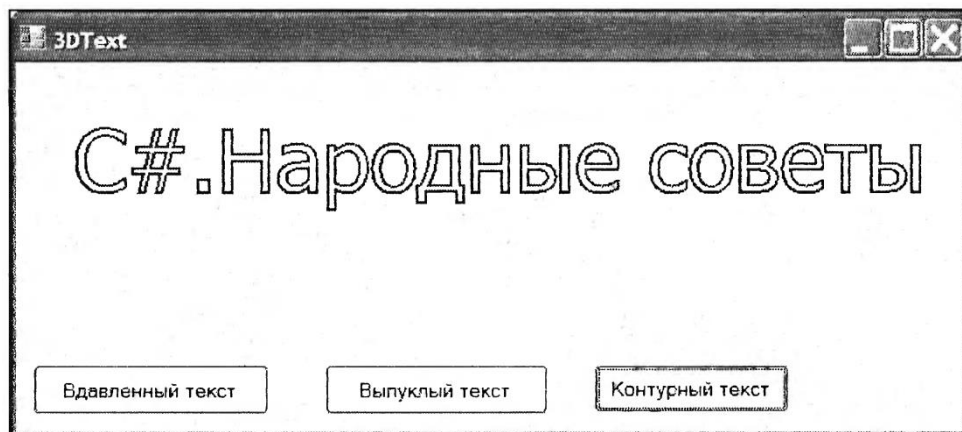 3DText
C#.Народные советы
Вдавленный текст Выпуклый текст Контурный текст